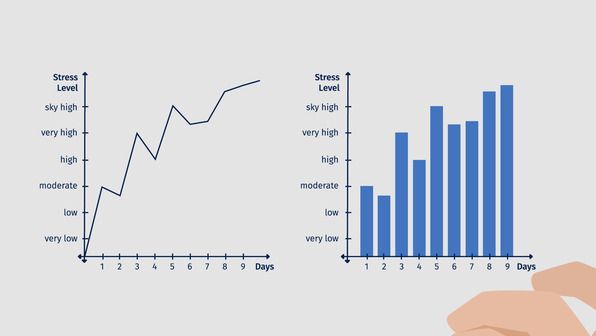 Stress
Level
sky high
very high
high
moderate
low
very low
1 2 3 4 5 6 7 8 9 Days
Stress
Level
sky high
very high
high
moderate
low
very low
1 2 3 4 5 6 7 8 9 Days